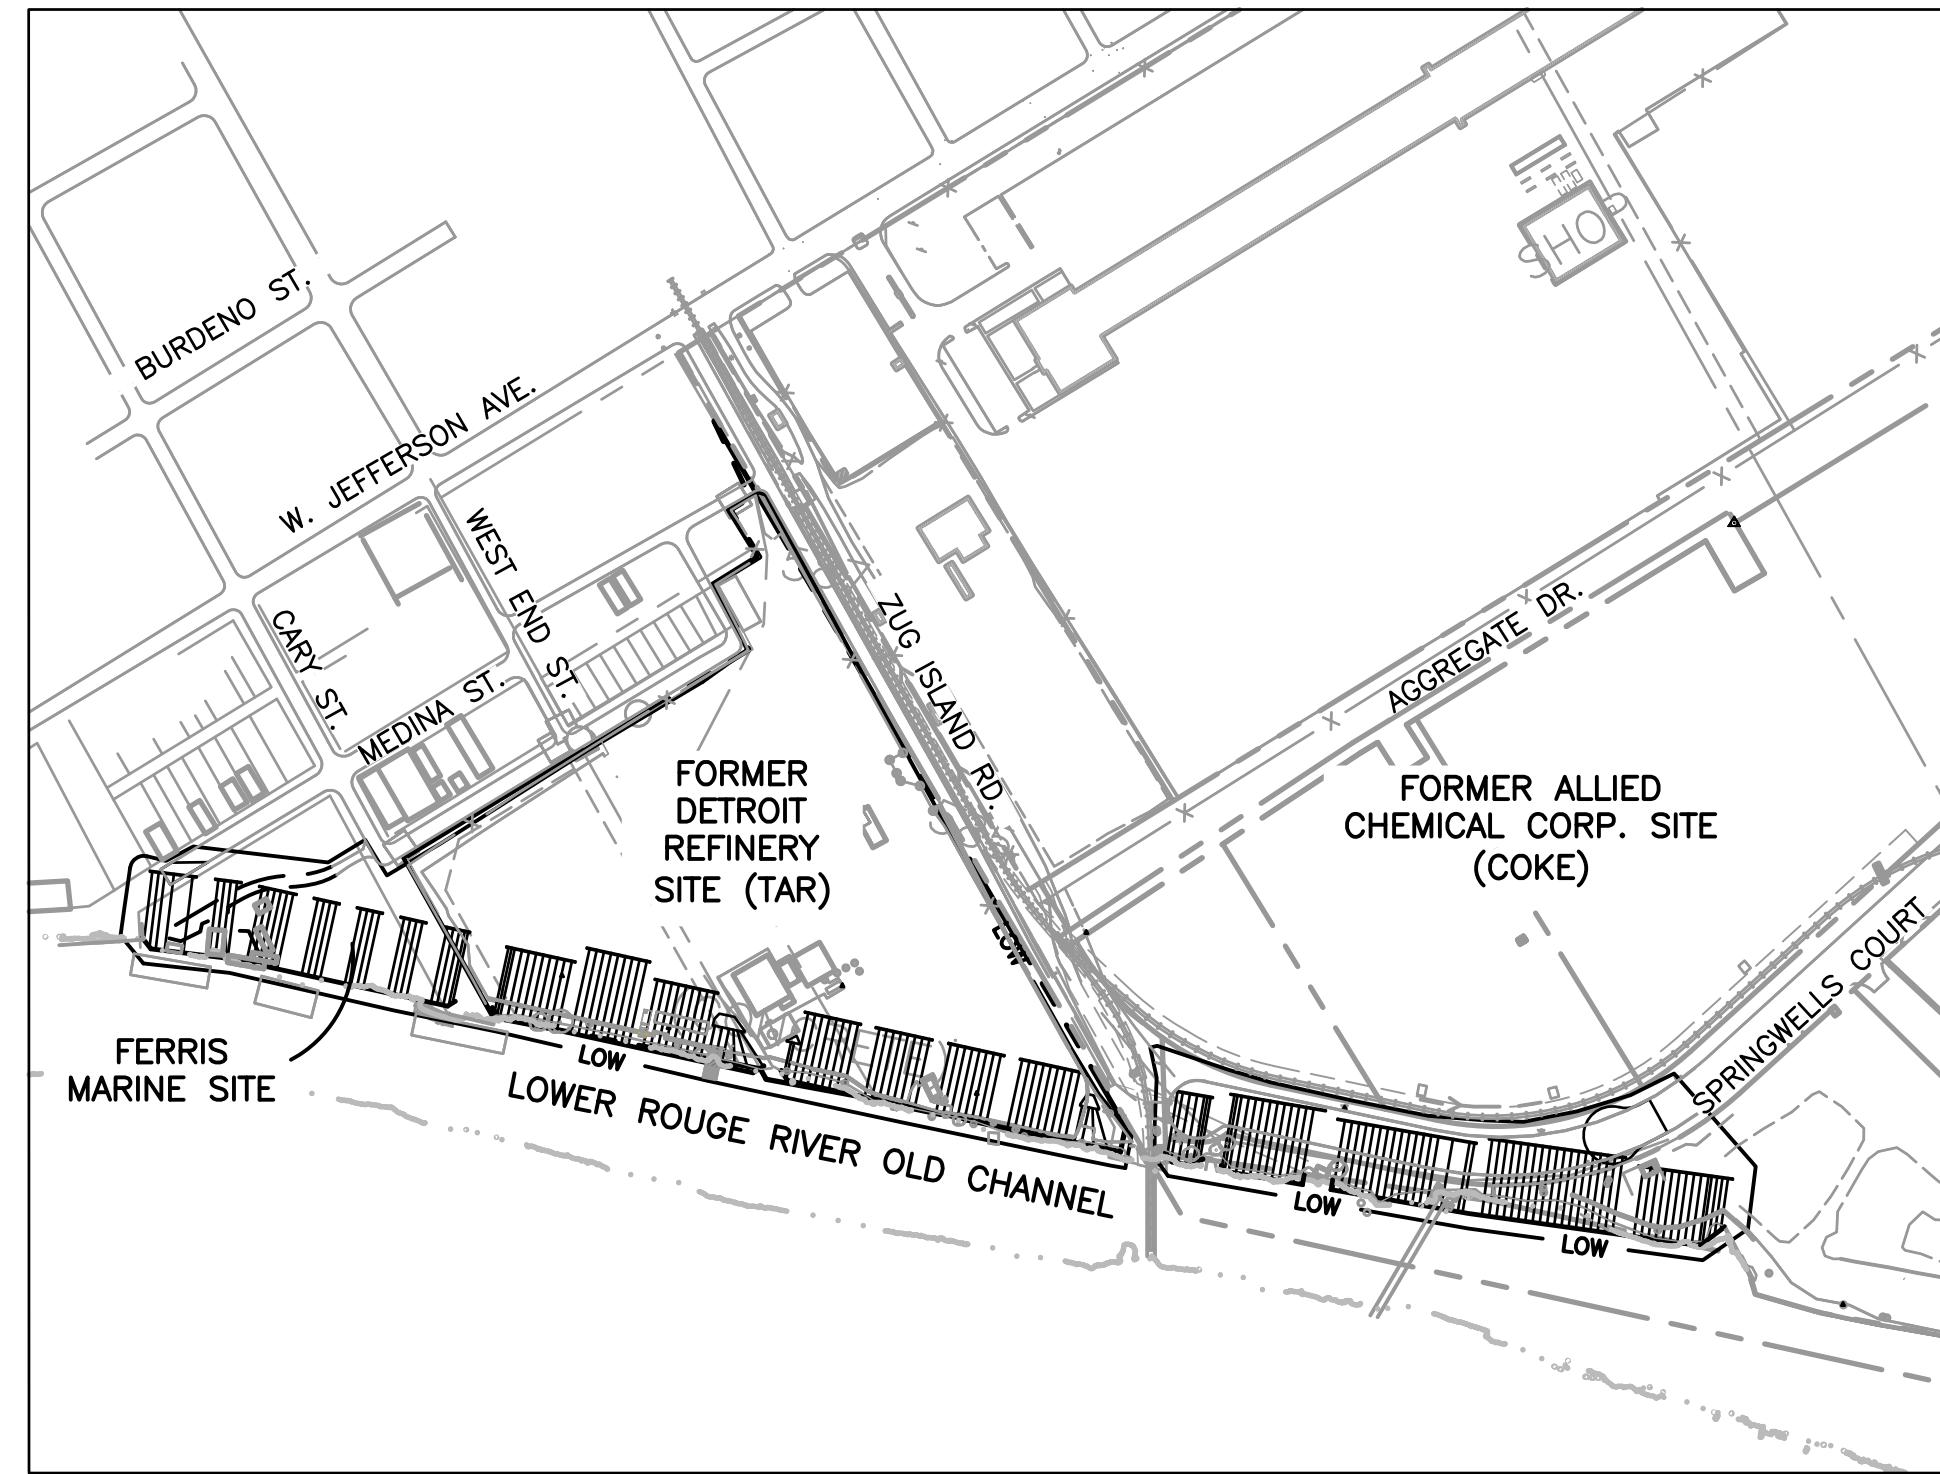 BURDENO ST.
W. JEFFERSON AVE.
WEST END ST.
CARY ST.
MEDINA ST.
ZUG ISLAND RD.
AGGREGATE DR.
FORMER
DETROIT
REFINERY
SITE (TAR)
FORMER ALLIED
CHEMICAL CORP. SITE
(COKE)
SPRINGWELLS COURT
LOW
FERRIS
MARINE SITE
LOW
LOWER ROUGE RIVER OLD CHANNEL
LOW
LOW